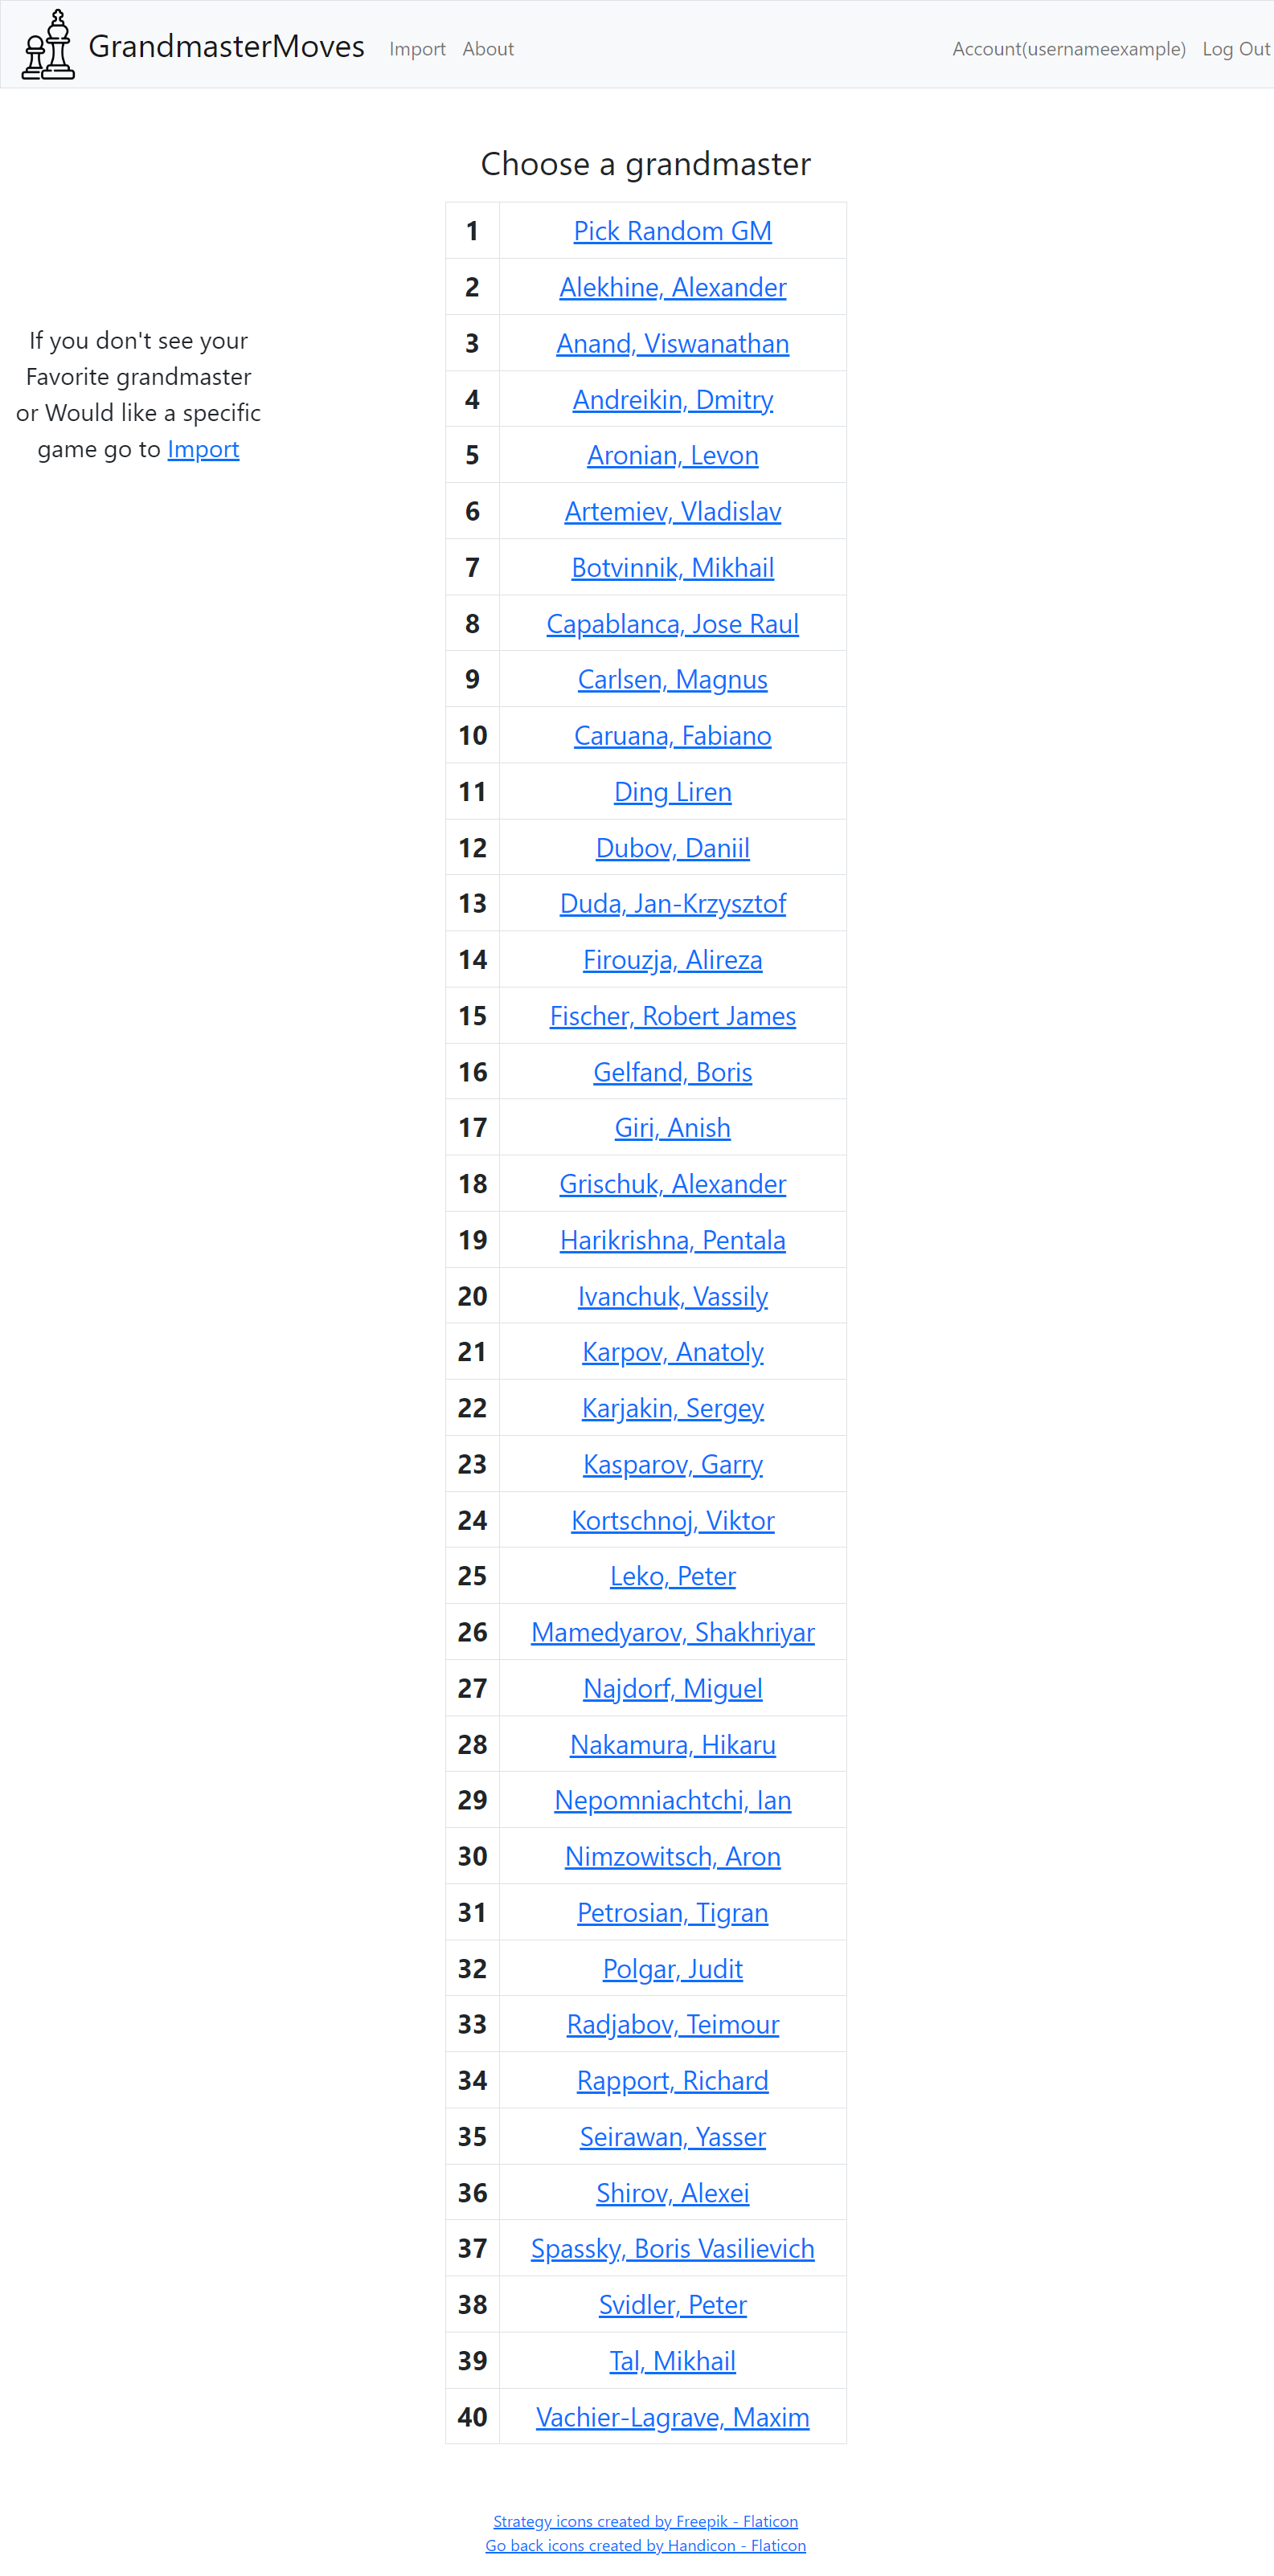 GrandmasterMoves Import About Account(usernameexample) Log Out
Choose a grandmaster
If you don't see your
Favorite grandmaster
or Would like a specific
game go to Import
1 Pick Random GM
2 Alekhine, Alexander
3 Anand, Viswanathan
4 Andreikin, Dmitry
5 Aronian, Levon
6 Artemiev, Vladislav
7 Botvinnik, Mikhail
8 Capablanca, Jose Raul
9 Carlsen, Magnus
10 Caruana, Fabiano
11 Ding Liren
12 Dubov, Daniil
13 Duda, Jan-Krzysztof
14 Firouzja, Alireza
15 Fischer, Robert James
16 Gelfand, Boris
17 Giri, Anish
18 Grischuk, Alexander
19 Harikrishna, Pentala
20 Ivanchuk, Vassily
21 Karpov, Anatoly
22 Karjakin, Sergey
23 Kasparov, Garry
24 Kortschnoj, Viktor
25 Leko, Peter
26 Mamedyarov, Shakhriyar
27 Najdorf, Miguel
28 Nakamura, Hikaru
29 Nepomniachtchi, Ian
30 Nimzowitsch, Aron
31 Petrosian, Tigran
32 Polgar, Judit
33 Radjabov, Teimour
34 Rapport, Richard
35 Seirawan, Yasser
36 Shirov, Alexei
37 Spassky, Boris Vasilievich
38 Svidler, Peter
39 Tal, Mikhail
40 Vachier-Lagrave, Maxim
Strategy icons created by Freepik - Flaticon
Go back icons created by Handicon - Flaticon